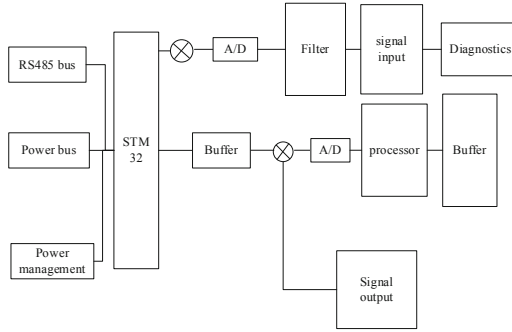 RS485 bus
Power bus
Power
management
STM
32
A/D
Filter
signal
input
Diagnostics
Buffer
A/D
processor
Buffer
Signal
output